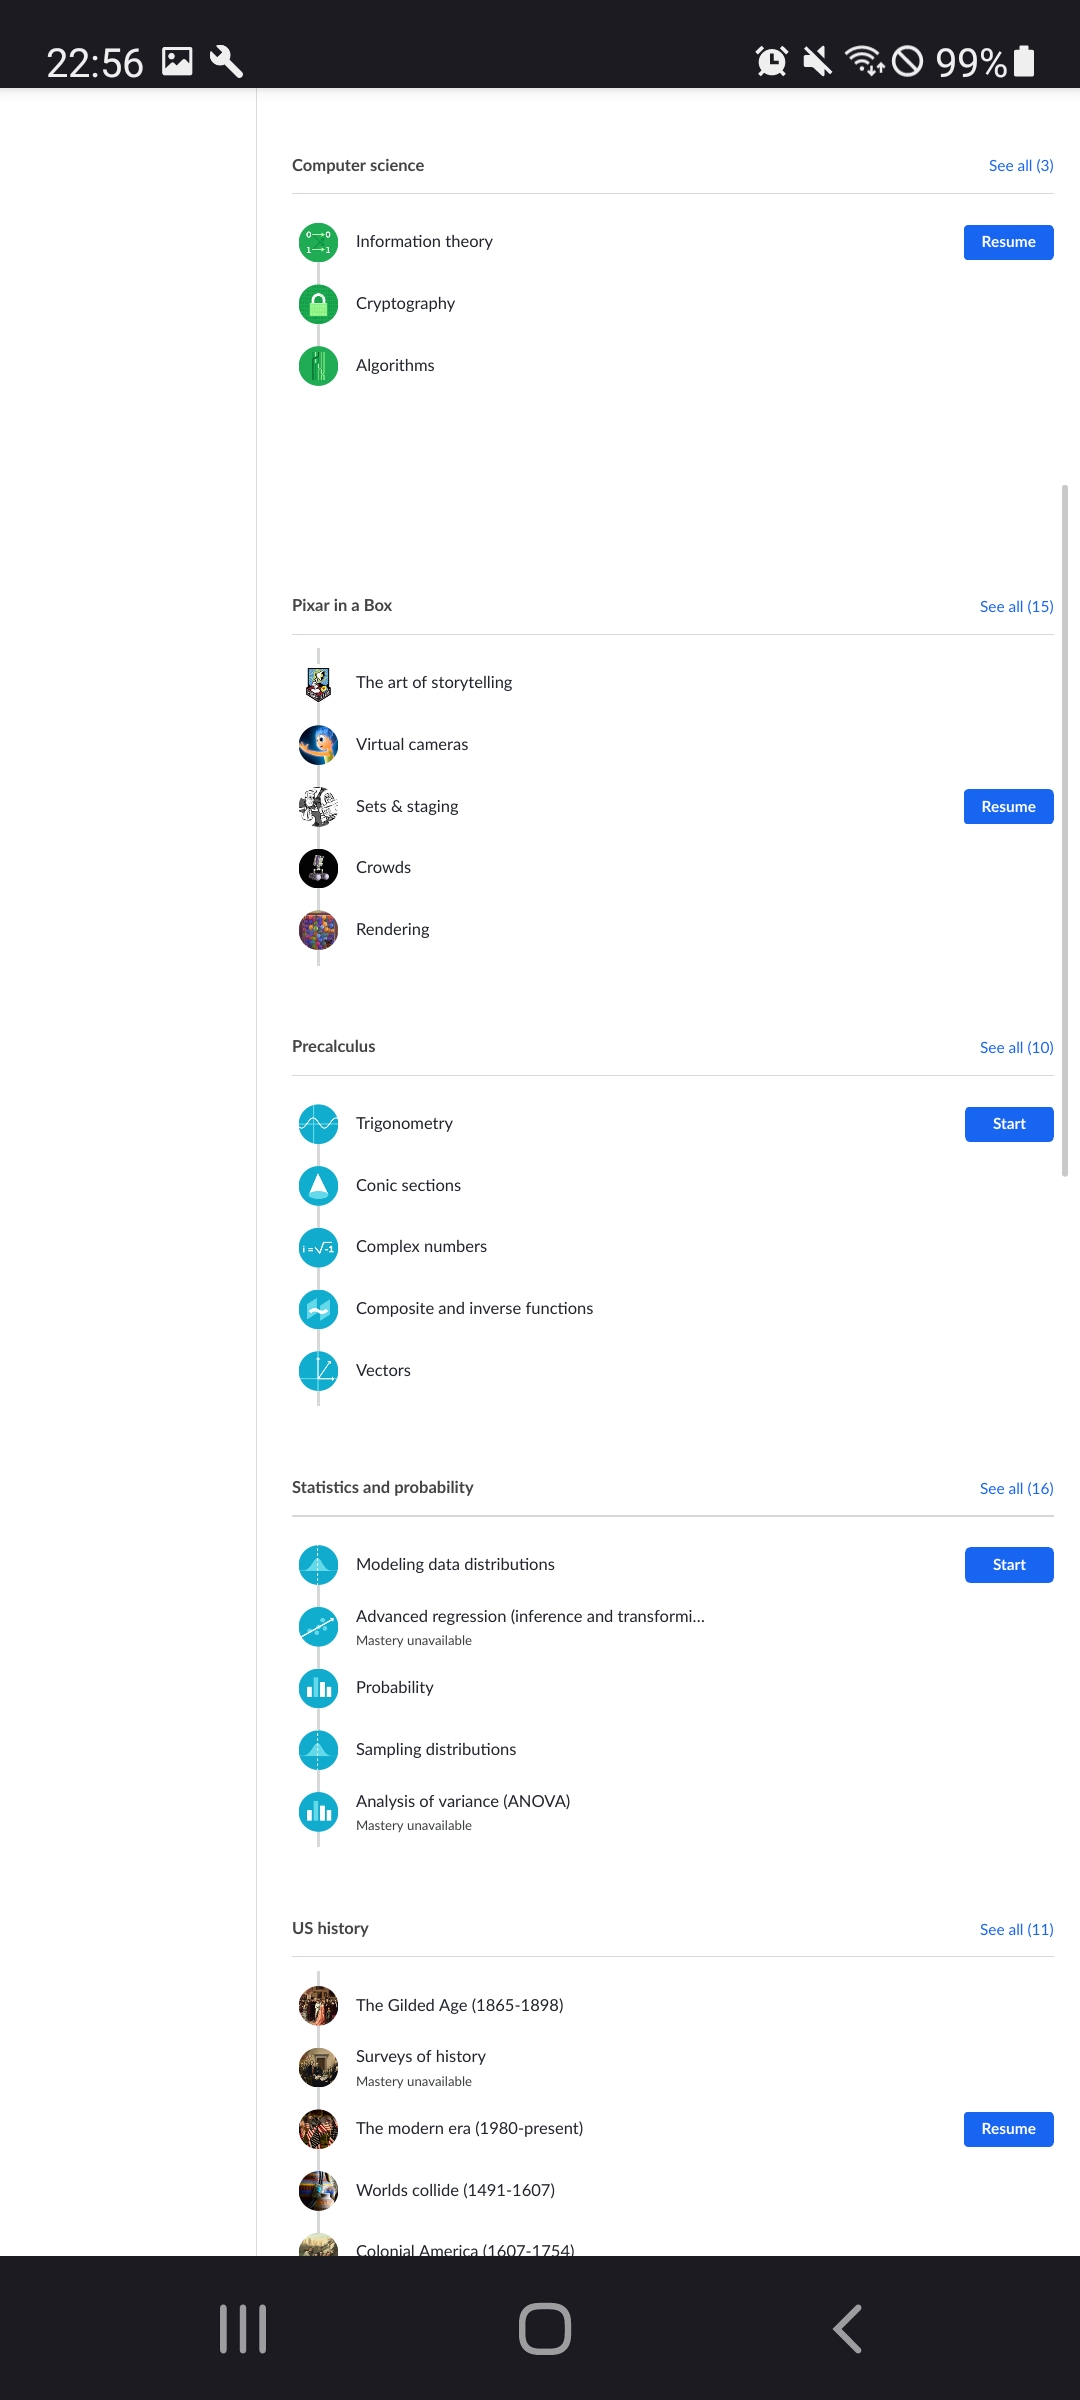 22:56
99%
Computer science
See all (3)
Information theory
Resume
Cryptography
Algorithms
Pixar in a Box
See all (15)
The art of storytelling
Virtual cameras
Sets & staging
Resume
Crowds
Rendering
Precalculus
See all (10)
Trigonometry
Start
Conic sections
i = √-1
Complex numbers
Composite and inverse functions
Vectors
Statistics and probability
See all (16)
Modeling data distributions
Start
Advanced regression (inference and transformi...
Mastery unavailable
Probability
Sampling distributions
Analysis of variance (ANOVA)
Mastery unavailable
US history
See all (11)
The Gilded Age (1865-1898)
Surveys of history
Mastery unavailable
The modern era (1980-present)
Resume
Worlds collide (1491-1607)
Colonial America (1607-1754)